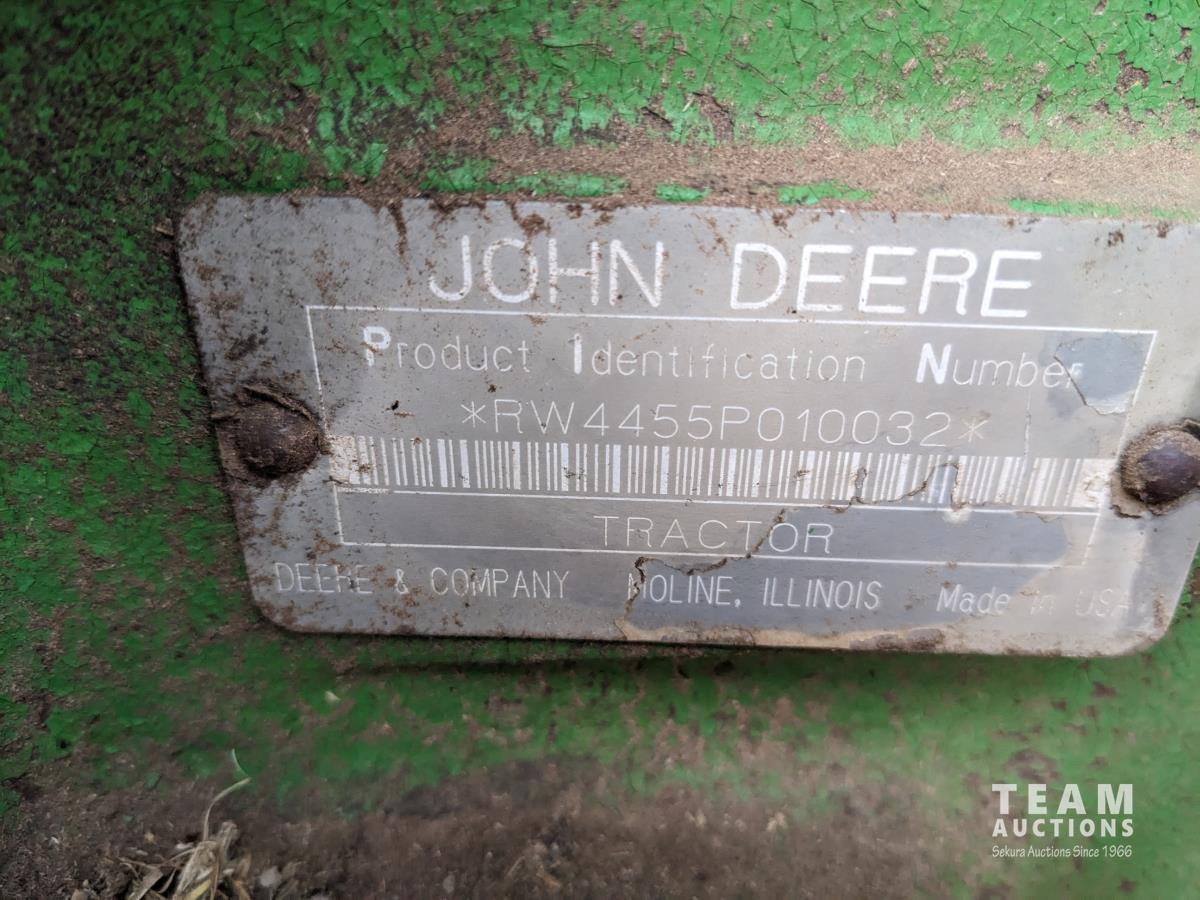 JOHN DEERE
Product Identification Number
*RW4455P010032*
TRACTOR
DEERE & COMPANY MOLINE, ILLINOIS Made in USA
TEAM
AUCTIONS
Sekura Auctions Since 1966